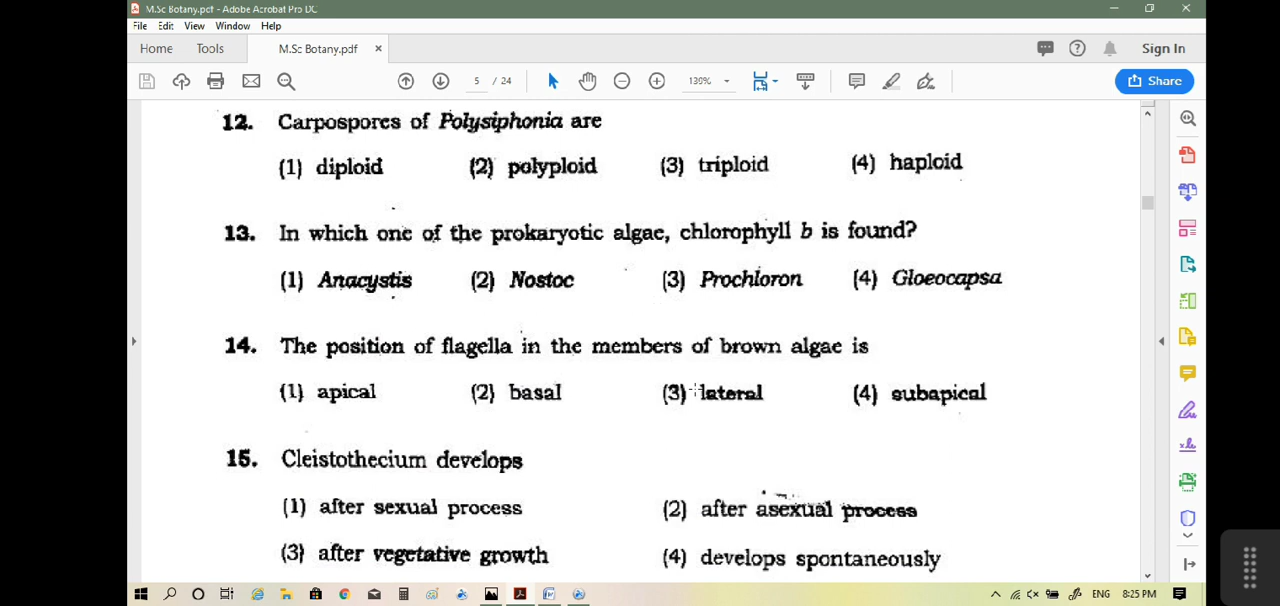 M.Sc Botany.pdf - Adobe Acrobat Pro DC
File Edit View Window Help
Home Tools M.Sc Botany.pdf × Sign In
5 / 24 139% Share
12. Carpospores of Polysiphonia are
(1) diploid (2) polyploid (3) triploid (4) haploid
13. In which one of the prokaryotic algae, chlorophyll b is found?
(1) Anacystis (2) Nostoc (3) Prochloron (4) Gloeocapsa
14. The position of flagella in the members of brown algae is
(1) apical (2) basal (3) lateral (4) subapical
15. Cleistothecium develops
(1) after sexual process (2) after asexual process
(3) after vegetative growth (4) develops spontaneously
ENG 8:25 PM